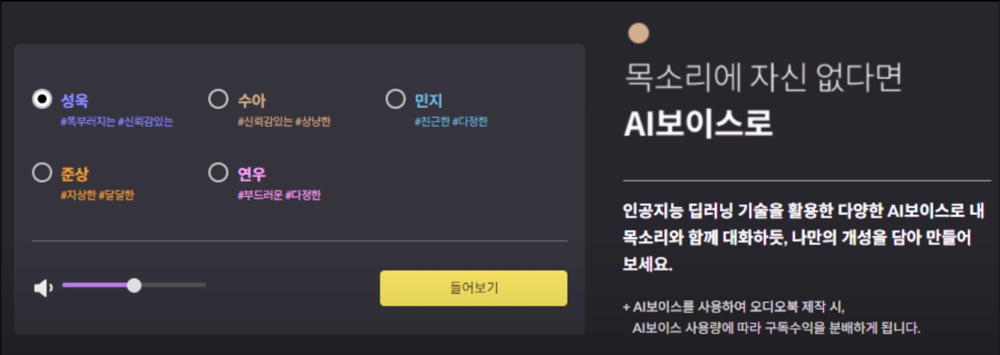 성욱
#똑부러지는 #신뢰감있는
수아
#신뢰감있는 #상냥한
민지
#친근한 #다정한
준상
#자상한 #달달한
연우
#부드러운 #다정한
들어보기
목소리에 자신 없다면
AI보이스로
인공지능 딥러닝 기술을 활용한 다양한 AI보이스로 내
목소리와 함께 대화하듯, 나만의 개성을 담아 만들어
보세요.
+ AI보이스를 사용하여 오디오북 제작 시,
AI보이스 사용량에 따라 구독수익을 분배하게 됩니다.